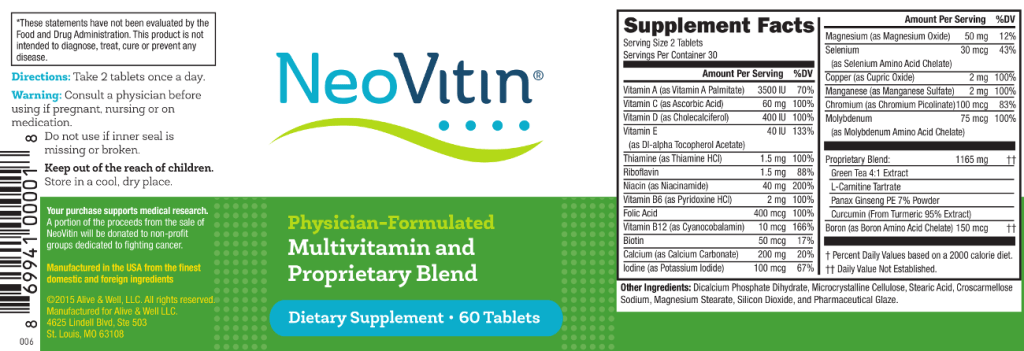 *These statements have not been evaluated by the
Food and Drug Administration. This product is not
intended to diagnose, treat, cure or prevent any
disease.
Directions: Take 2 tablets once a day.
Warning: Consult a physician before
using if pregnant, nursing or on
medication.
Do not use if inner seal is
missing or broken.
Keep out of the reach of children.
Store in a cool, dry place.
8 69941 00001 8
006
Your purchase supports medical research.
A portion of the proceeds from the sale of
NeoVitin will be donated to non-profit
groups dedicated to fighting cancer.
Manufactured in the USA from the finest
domestic and foreign ingredients
©2015 Alive & Well, LLC. All rights reserved.
Manufactured for Alive & Well LLC.
4625 Lindell Blvd, Ste 503
St. Louis, MO 63108
NeoVitin®
Physician-Formulated
Multivitamin and
Proprietary Blend
Dietary Supplement • 60 Tablets
Supplement Facts
Serving Size 2 Tablets
Servings Per Container 30
Amount Per Serving %DV
Vitamin A (as Vitamin A Palmitate) 3500 IU 70%
Vitamin C (as Ascorbic Acid) 60 mg 100%
Vitamin D (as Cholecalciferol) 400 IU 100%
Vitamin E 40 IU 133%
(as Dl-alpha Tocopherol Acetate)
Thiamine (as Thiamine HCl) 1.5 mg 100%
Riboflavin 1.5 mg 88%
Niacin (as Niacinamide) 40 mg 200%
Vitamin B6 (as Pyridoxine HCl) 2 mg 100%
Folic Acid 400 mcg 100%
Vitamin B12 (as Cyanocobalamin) 10 mcg 166%
Biotin 50 mcg 17%
Calcium (as Calcium Carbonate) 200 mg 20%
Iodine (as Potassium Iodide) 100 mcg 67%
Amount Per Serving %DV
Magnesium (as Magnesium Oxide) 50 mg 12%
Selenium 30 mcg 43%
(as Selenium Amino Acid Chelate)
Copper (as Cupric Oxide) 2 mg 100%
Manganese (as Manganese Sulfate) 2 mg 100%
Chromium (as Chromium Picolinate) 100 mcg 83%
Molybdenum 75 mcg 100%
(as Molybdenum Amino Acid Chelate)
Proprietary Blend: 1165 mg ††
Green Tea 4:1 Extract
L-Carnitine Tartrate
Panax Ginseng PE 7% Powder
Curcumin (From Turmeric 95% Extract)
Boron (as Boron Amino Acid Chelate) 150 mcg ††
† Percent Daily Values based on a 2000 calorie diet.
†† Daily Value Not Established.
Other Ingredients: Dicalcium Phosphate Dihydrate, Microcrystalline Cellulose, Stearic Acid, Croscarmellose
Sodium, Magnesium Stearate, Silicon Dioxide, and Pharmaceutical Glaze.